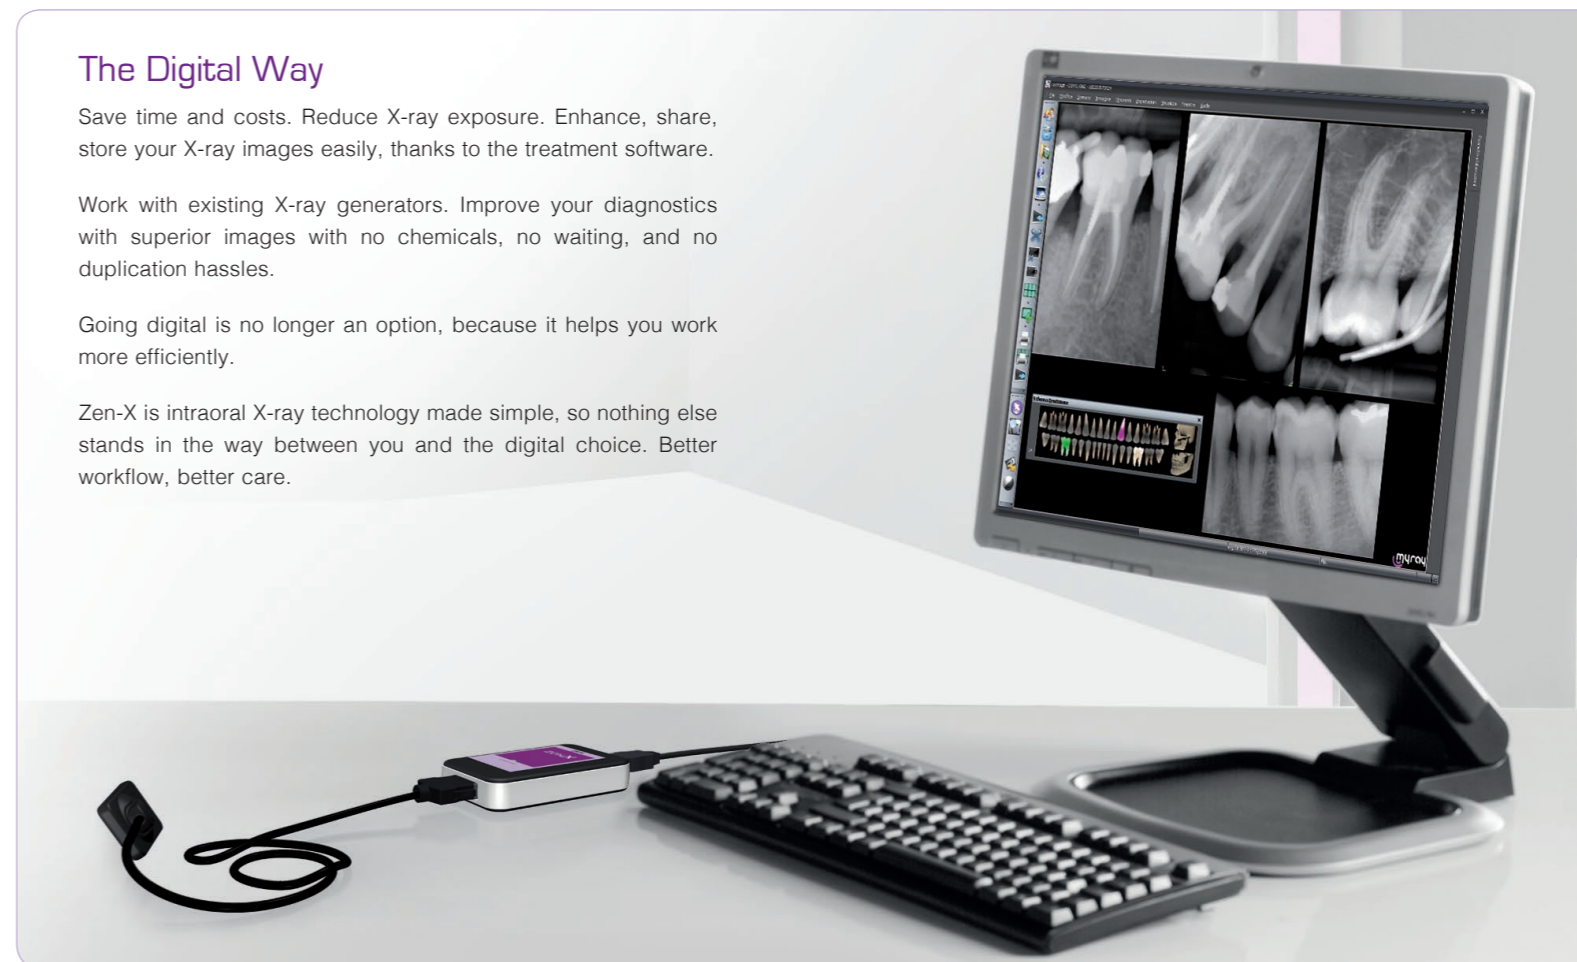 The Digital Way
Save time and costs. Reduce X-ray exposure. Enhance, share,
store your X-ray images easily, thanks to the treatment software.
Work with existing X-ray generators. Improve your diagnostics
with superior images with no chemicals, no waiting, and no
duplication hassles.
Going digital is no longer an option, because it helps you work
more efficiently.
Zen-X is intraoral X-ray technology made simple, so nothing else
stands in the way between you and the digital choice. Better
workflow, better care.
myray
zen-X